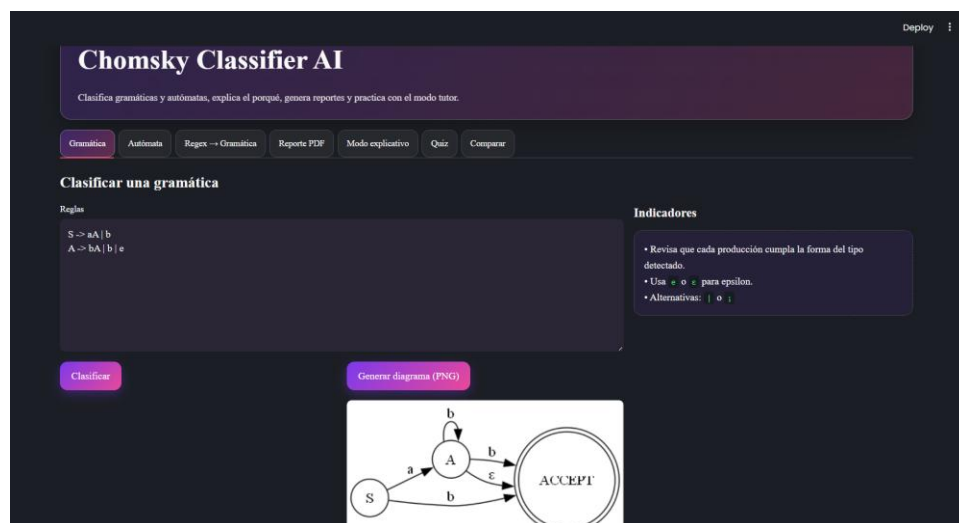 Deploy
Chomsky Classifier AI
Clasifica gramáticas y autómatas, explica el porqué, genera reportes y practica con el modo tutor.
Gramática
Autómata
Regex → Gramática
Reporte PDF
Modo explicativo
Quiz
Comparar
Clasificar una gramática
Reglas
S -> aA | b
A -> bA | b | e
Indicadores
• Revisa que cada producción cumpla la forma del tipo
detectado.
• Usa e o ε para epsilon.
• Alternativas: | o ;
Clasificar
Generar diagrama (PNG)
b
A
b
a
ε
ACCEPT
S
b